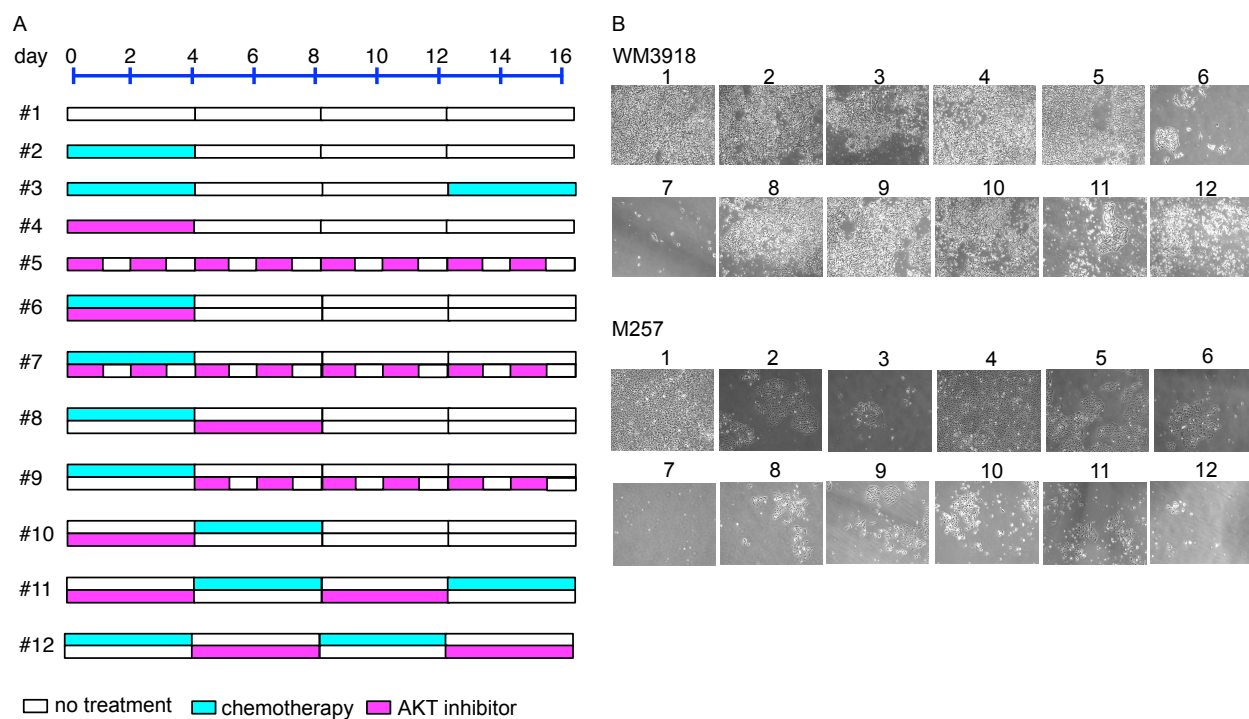 A
day 0 2 4 6 8 10 12 14 16
#1
#2
#3
#4
#5
#6
#7
#8
#9
#10
#11
#12
no treatment chemotherapy AKT inhibitor
B
WM3918
1 2 3 4 5 6
7 8 9 10 11 12
M257
1 2 3 4 5 6
7 8 9 10 11 12